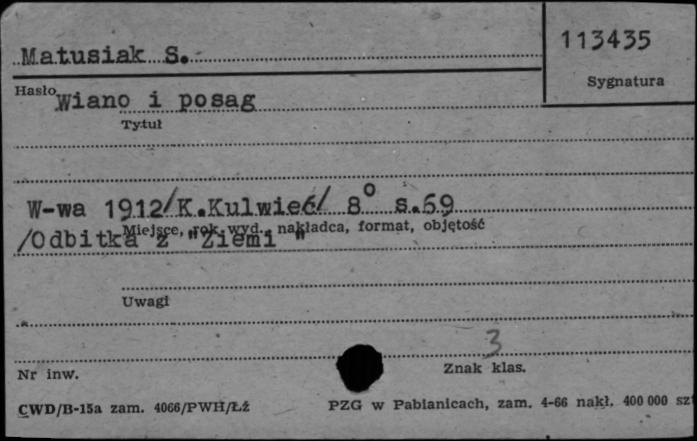 Matusiak S.
113435
Sygnatura
Hasło
Wiano i posag
Tytuł
W-wa 1912/K.Kulwieć/ 8° s.69
Miejsce, rok wyd., nakładca, format, objętość
/Odbitka z "Ziemi"
Uwagi
3
Nr inw.
Znak klas.
CWD/B-15a zam. 4066/PWH/Łż
PZG w Pabianicach, zam. 4-66 nakł. 400 000 szt